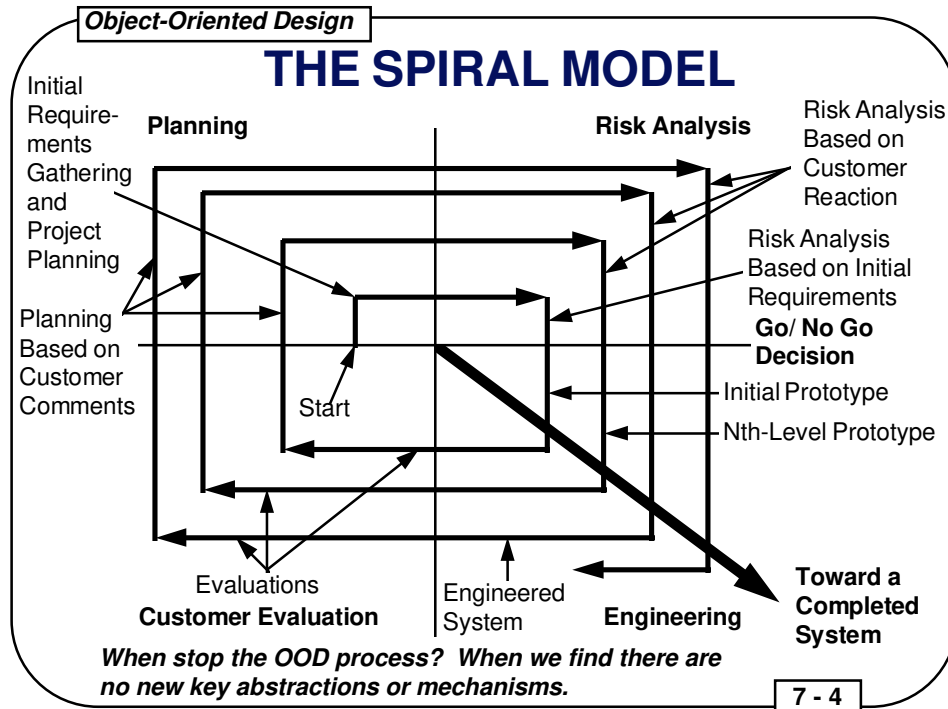 Object-Oriented Design
THE SPIRAL MODEL
Initial
Require-
ments
Gathering
and
Project
Planning
Planning
Risk Analysis
Risk Analysis
Based on
Customer
Reaction
Risk Analysis
Based on Initial
Requirements
Go/ No Go
Decision
Planning
Based on
Customer
Comments
Start
Initial Prototype
Nth-Level Prototype
Evaluations
Customer Evaluation
Engineered
System
Engineering
Toward a
Completed
System
When stop the OOD process? When we find there are
no new key abstractions or mechanisms.
7 - 4